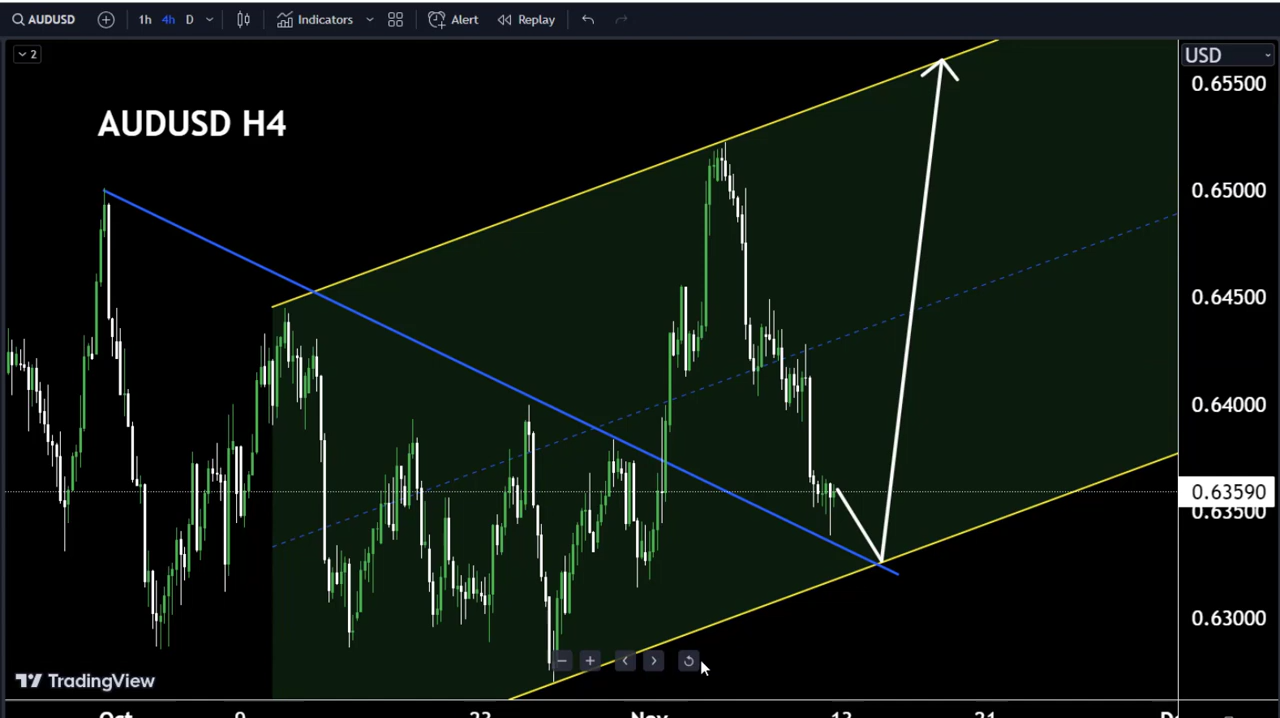 AUDUSD 1h 4h D Indicators Alert Replay
2
USD
AUDUSD H4
0.65500
0.65000
0.64500
0.64000
0.63590
0.63500
0.63000
TradingView
Oct 9 23 Nov 13 21